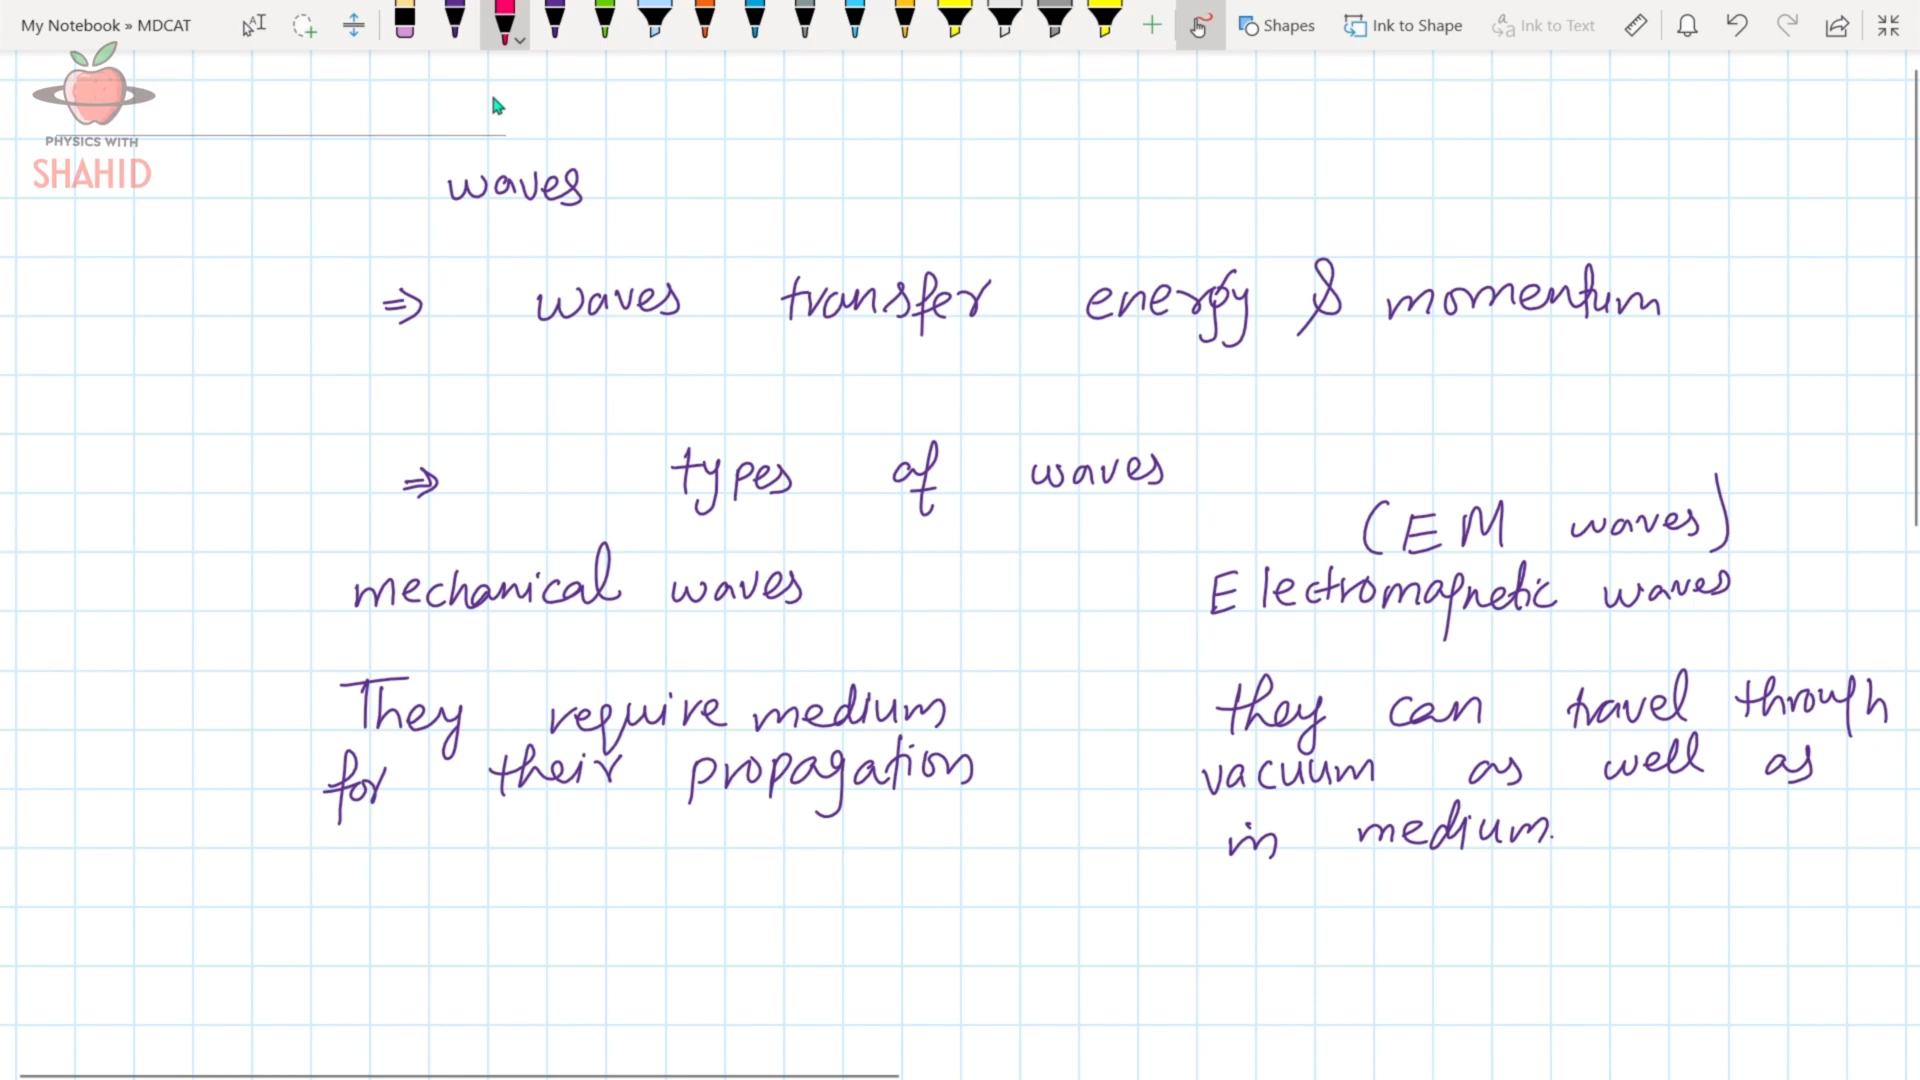 My Notebook » MDCAT
Shapes
Ink to Shape
Ink to Text
PHYSICS WITH
SHAHID
waves
⇒ waves transfer energy & momentum
⇒ types of waves
(EM waves)
mechanical waves
Electromagnetic waves
They require medium
for their propagation
they can travel through
vacuum as well as
in medium.